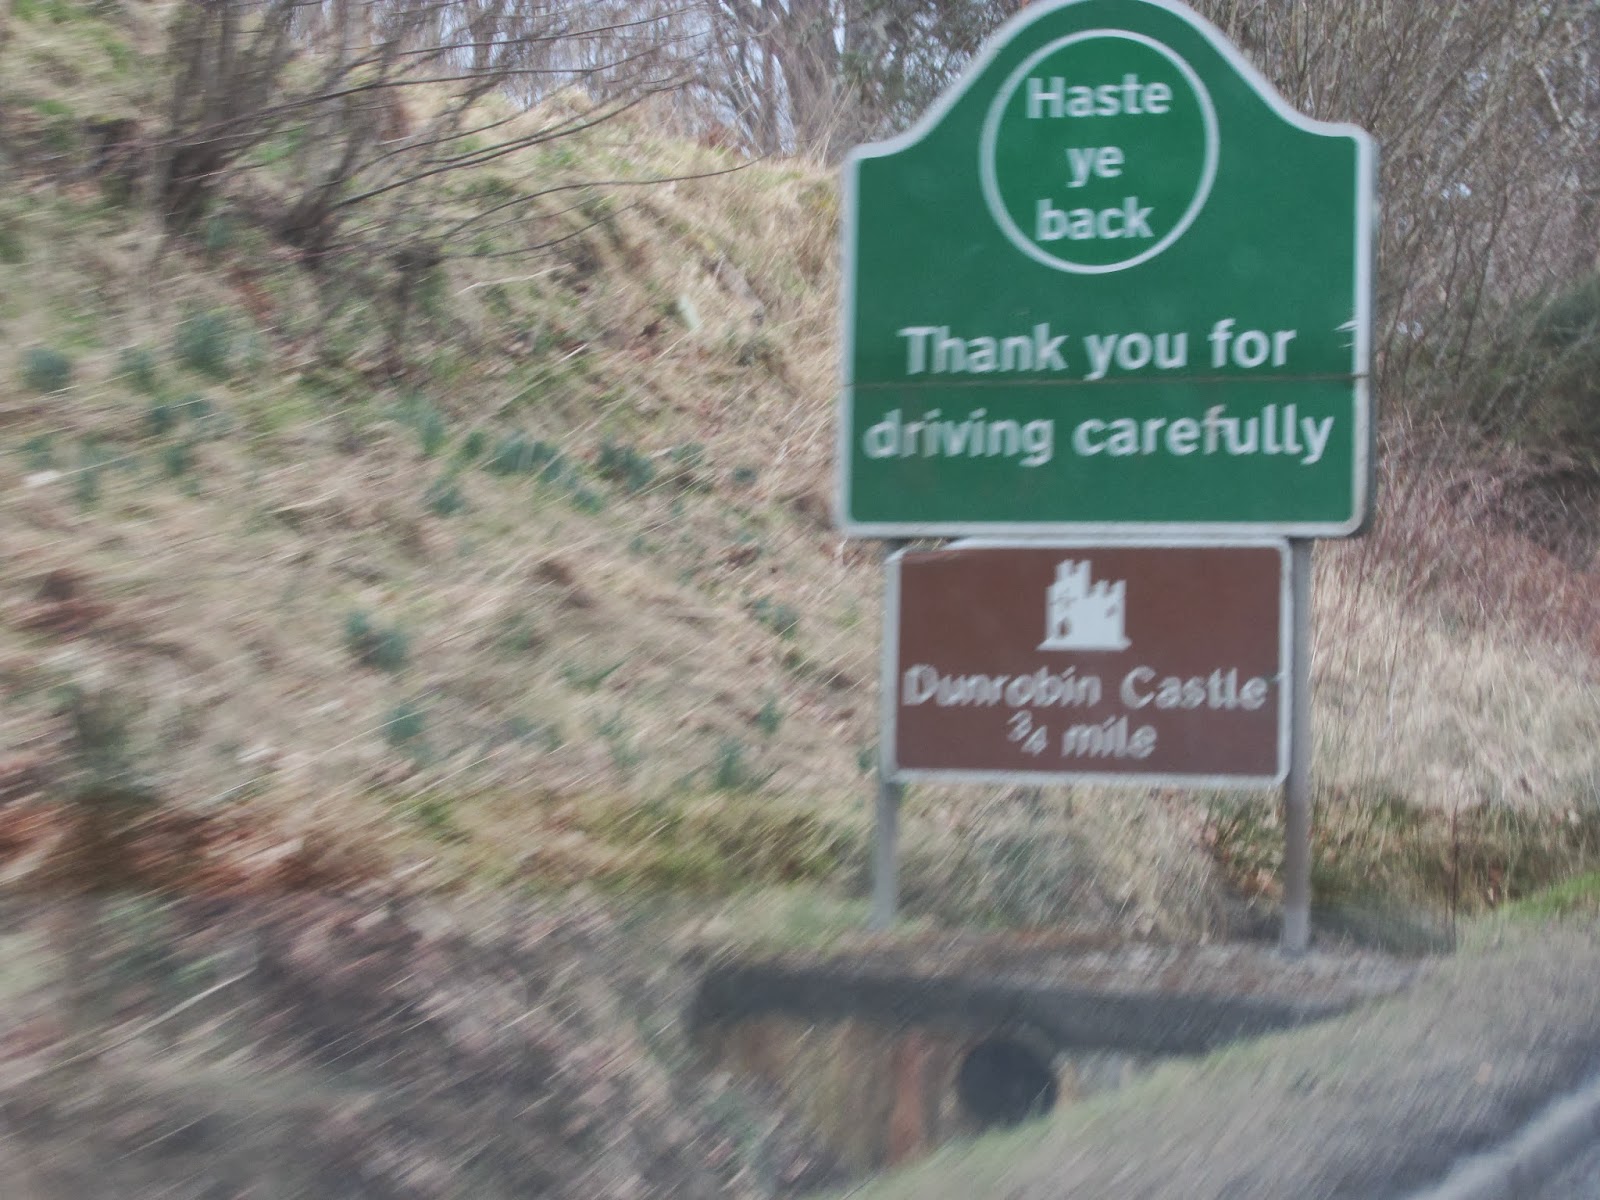 Haste
ye
back
Thank you for
driving carefully
Dunrobin Castle
¾ mile